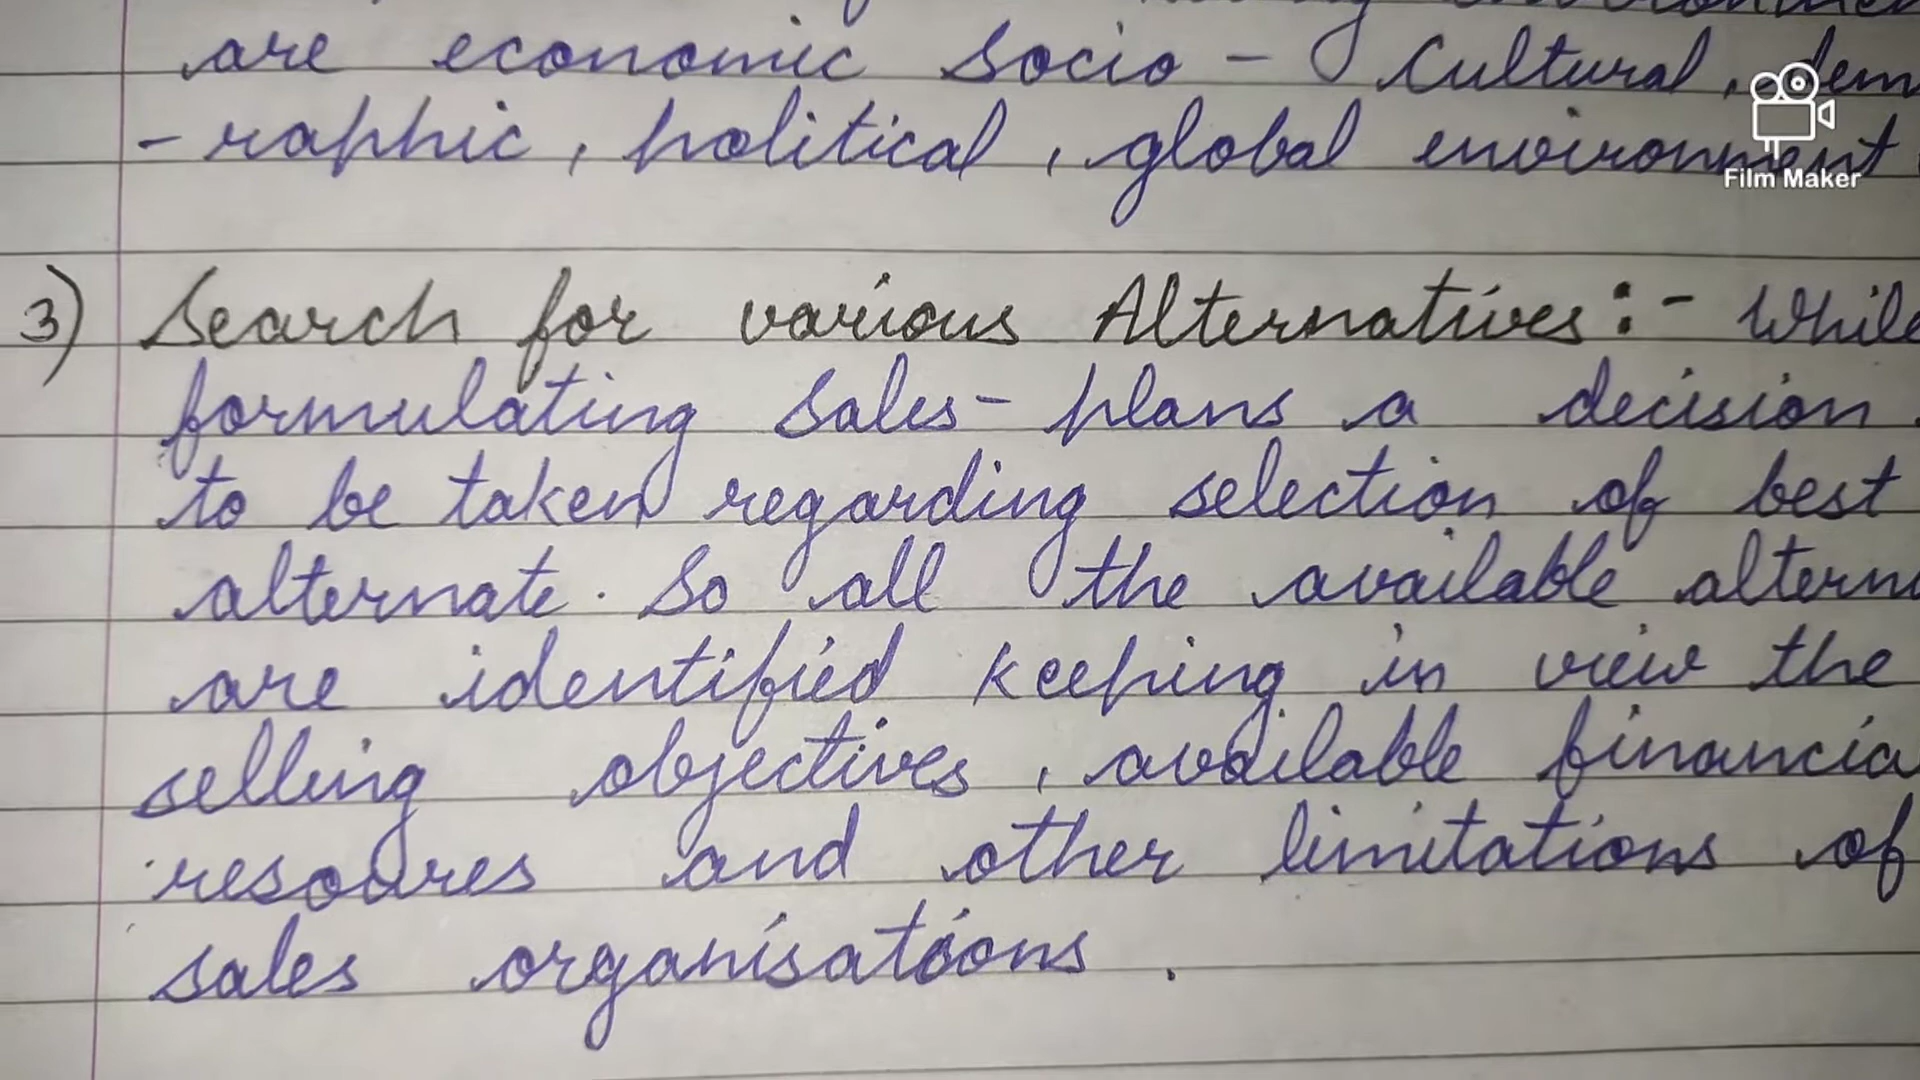 are economic socio - Cultural, dem
- raphic, political, global environment
Film Maker
3) Search for various Alternatives :- While
formulating sales - plans a decision
to be taken regarding selection of best
alternate. So all the available altern
are identified keeping in view the
selling objectives, available financia
resoures and other limitations of
sales organisations.